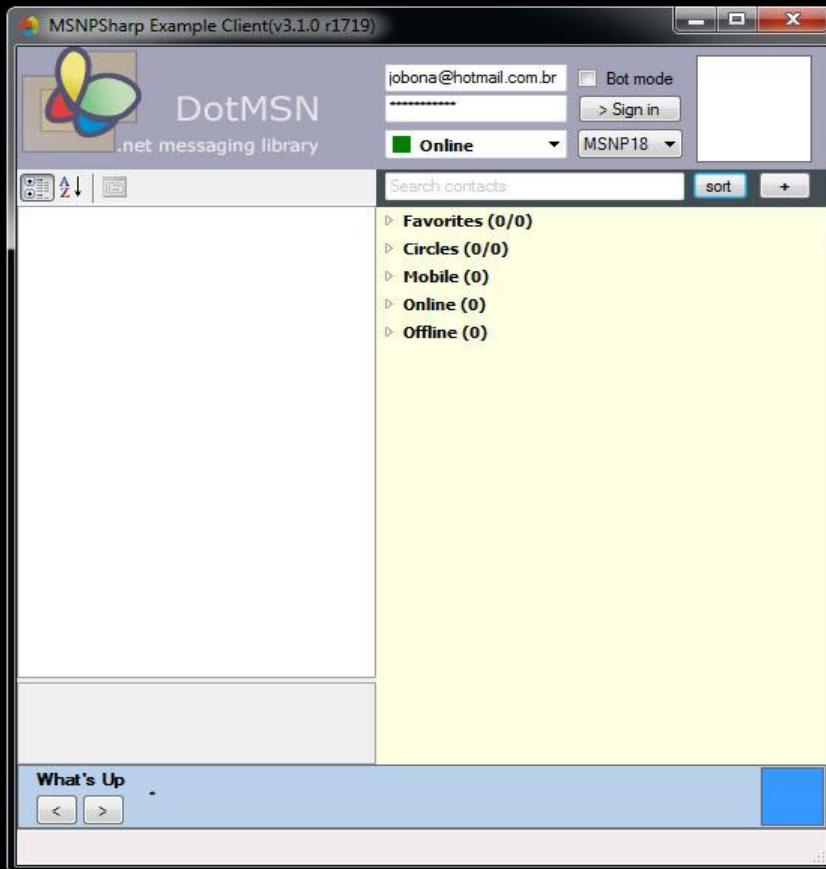 MSNPSharp Example Client(v3.1.0 r1719)
jobona@hotmail.com.br
Bot mode
DotMSN
***********
> Sign in
.net messaging library
Online
MSNP18
A
Z
Search contacts
sort
+
Favorites (0/0)
Circles (0/0)
Mobile (0)
Online (0)
Offline (0)
What's Up
< >